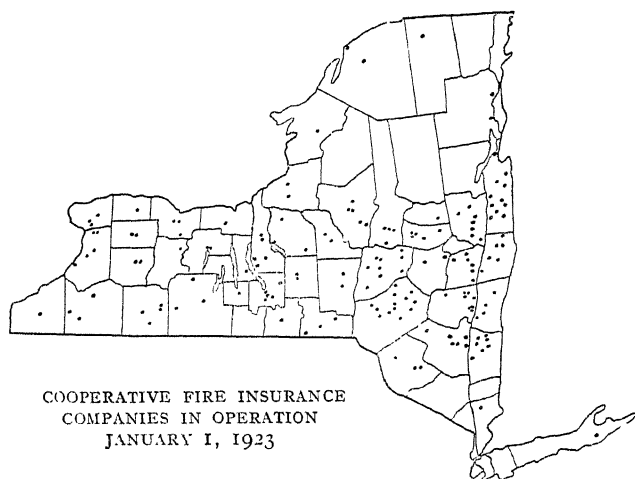 COOPERATIVE FIRE INSURANCE
COMPANIES IN OPERATION
JANUARY 1, 1923